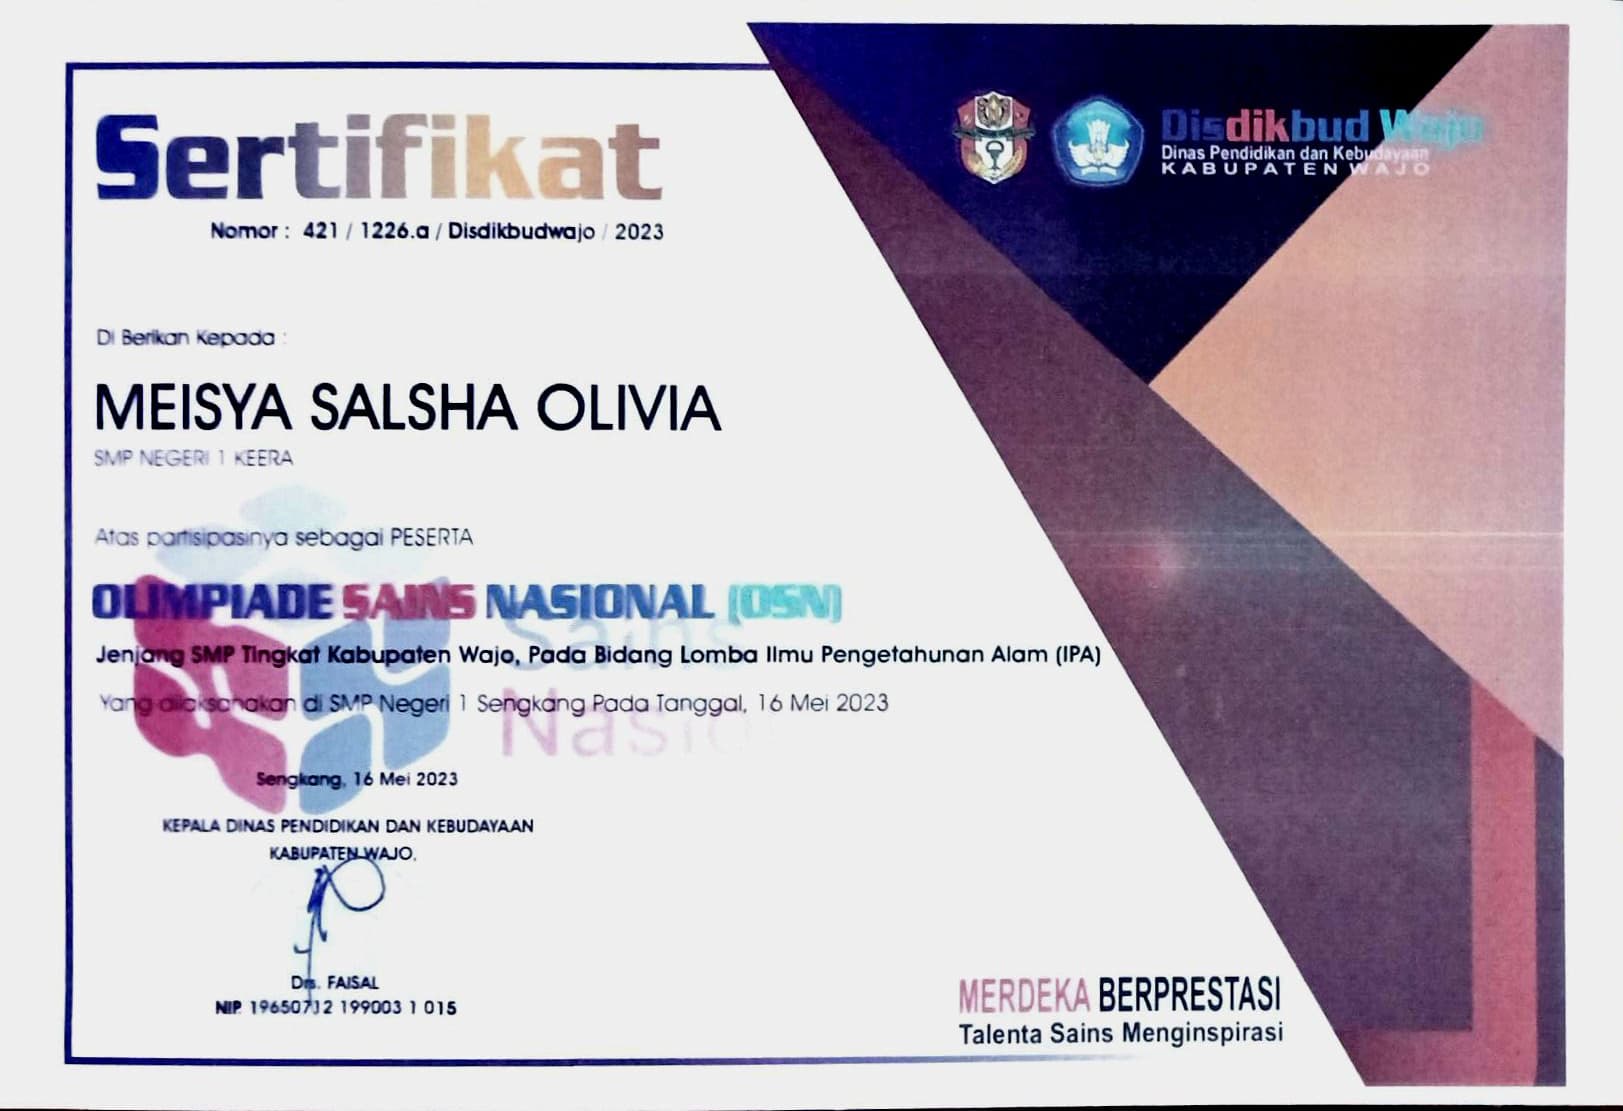 Sertifikat
Nomor : 421 / 1226.a / Disdikbudwajo / 2023
Disdikbud Wajo
Dinas Pendidikan dan Kebudayaan
KABUPATEN WAJO
Di Berikan Kepada :
MEISYA SALSHA OLIVIA
SMP NEGERI 1 KEERA
Atas partisipasinya sebagai PESERTA
OLIMPIADE SAINS NASIONAL (OSN)
Jenjang SMP Tingkat Kabupaten Wajo, Pada Bidang Lomba Ilmu Pengetahunan Alam (IPA)
Yang dilaksanakan di SMP Negeri 1 Sengkang Pada Tanggal, 16 Mei 2023
Sains
Nasio
Sengkang, 16 Mei 2023
KEPALA DINAS PENDIDIKAN DAN KEBUDAYAAN
KABUPATEN WAJO,
Drs. FAISAL
NIP. 19650712 199003 1 015
MERDEKA BERPRESTASI
Talenta Sains Menginspirasi